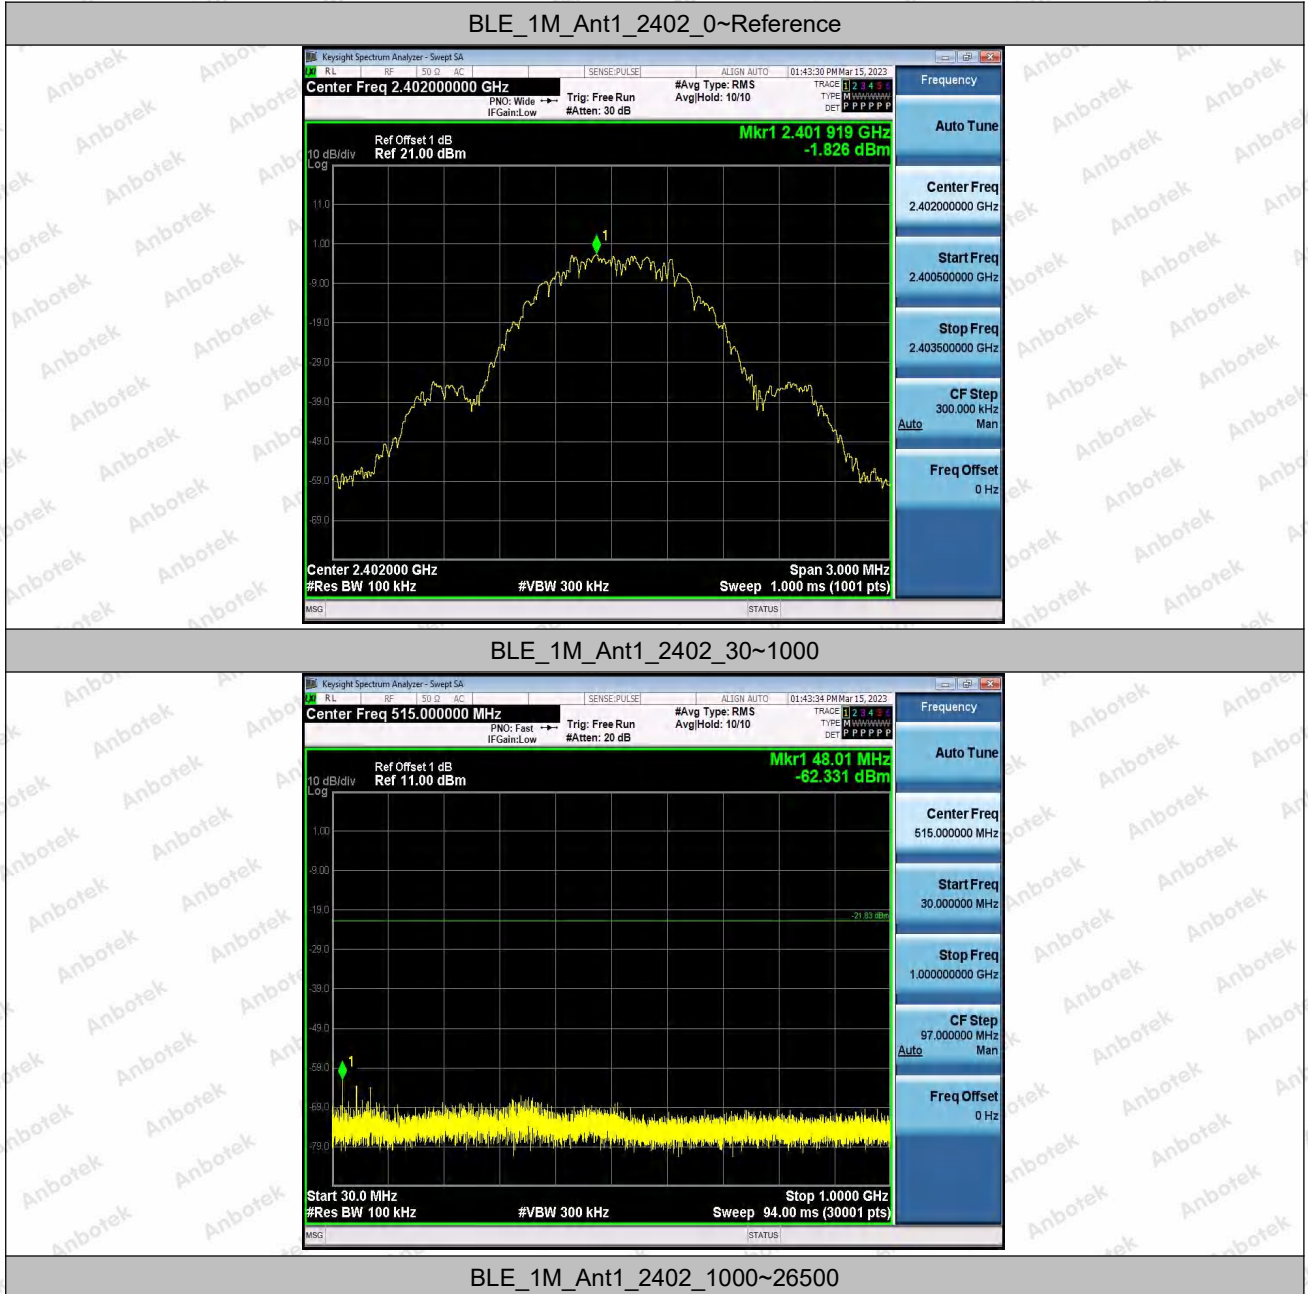 BLE_1M_Ant1_2402_0~Reference
Keysight Spectrum Analyzer - Swept SA
RL RF 50 Ω AC SENSE:PULSE ALIGN AUTO 01:43:30 PM Mar 15, 2023
Center Freq 2.402000000 GHz
PNO: Wide
IFGain:Low
Trig: Free Run
#Atten: 30 dB
#Avg Type: RMS
Avg|Hold: 10/10
TRACE 1 2 3 4 5 6
TYPE M W W W W W
DET P P P P P P
Frequency
Auto Tune
Center Freq
2.402000000 GHz
Start Freq
2.400500000 GHz
Stop Freq
2.403500000 GHz
CF Step
300.000 kHz
Auto Man
Freq Offset
0 Hz
Mkr1 2.401 919 GHz
-1.826 dBm
Ref Offset 1 dB
10 dB/div Ref 21.00 dBm
Log
11.0
1.00
-9.00
-19.0
-29.0
-39.0
-49.0
-59.0
-69.0
1
Center 2.402000 GHz Span 3.000 MHz
#Res BW 100 kHz #VBW 300 kHz Sweep 1.000 ms (1001 pts)
MSG STATUS
BLE_1M_Ant1_2402_30~1000
Keysight Spectrum Analyzer - Swept SA
RL RF 50 Ω AC SENSE:PULSE ALIGN AUTO 01:43:34 PM Mar 15, 2023
Center Freq 515.000000 MHz
PNO: Fast
IFGain:Low
Trig: Free Run
#Atten: 20 dB
#Avg Type: RMS
Avg|Hold: 10/10
TRACE 1 2 3 4 5 6
TYPE M W W W W W
DET P P P P P P
Frequency
Auto Tune
Center Freq
515.000000 MHz
Start Freq
30.000000 MHz
Stop Freq
1.000000000 GHz
CF Step
97.000000 MHz
Auto Man
Freq Offset
0 Hz
Mkr1 48.01 MHz
-62.331 dBm
Ref Offset 1 dB
10 dB/div Ref 11.00 dBm
Log
1.00
-9.00
-19.0
-29.0
-39.0
-49.0
-59.0
-69.0
-79.0
-21.83 dBm
1
Start 30.0 MHz Stop 1.0000 GHz
#Res BW 100 kHz #VBW 300 kHz Sweep 94.00 ms (30001 pts)
MSG STATUS
BLE_1M_Ant1_2402_1000~26500